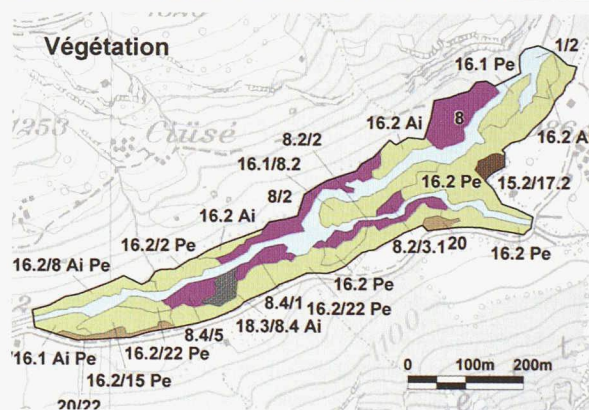 Végétation
1/2
16.1 Pe
16.2 Ai
8
8.2/2
16.2 A
1253
Ciüsé
16.1/8.2
15.2/17.2
8/2
16.2 Pe
16.2 Ai
16.2/2 Pe
8.2/3.1 20
16.2 Pe
16.2/8 Ai Pe
16.2 Pe
8.4/1
16.2/22 Pe
18.3/8.4 Ai
8.4/5
1100
/16.1 Ai Pe
16.2/22 Pe
16.2/15 Pe
20/22
0 100m 200m